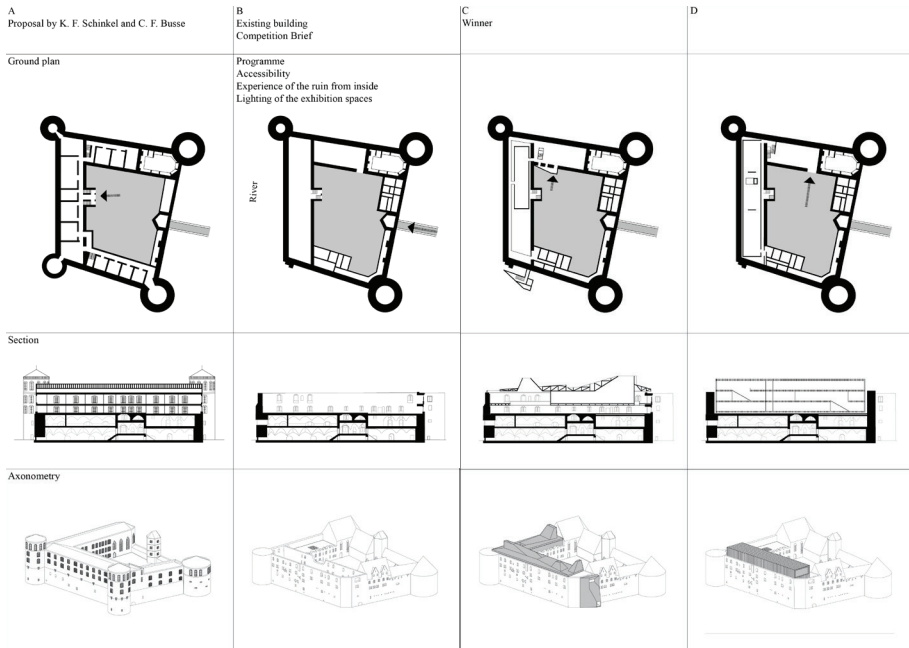 A
Proposal by K. F. Schinkel and C. F. Busse
B
Existing building
Competition Brief
C
Winner
D
Ground plan
Programme
Accessibility
Experience of the ruin from inside
Lighting of the exhibition spaces
River
Section
Axonometry